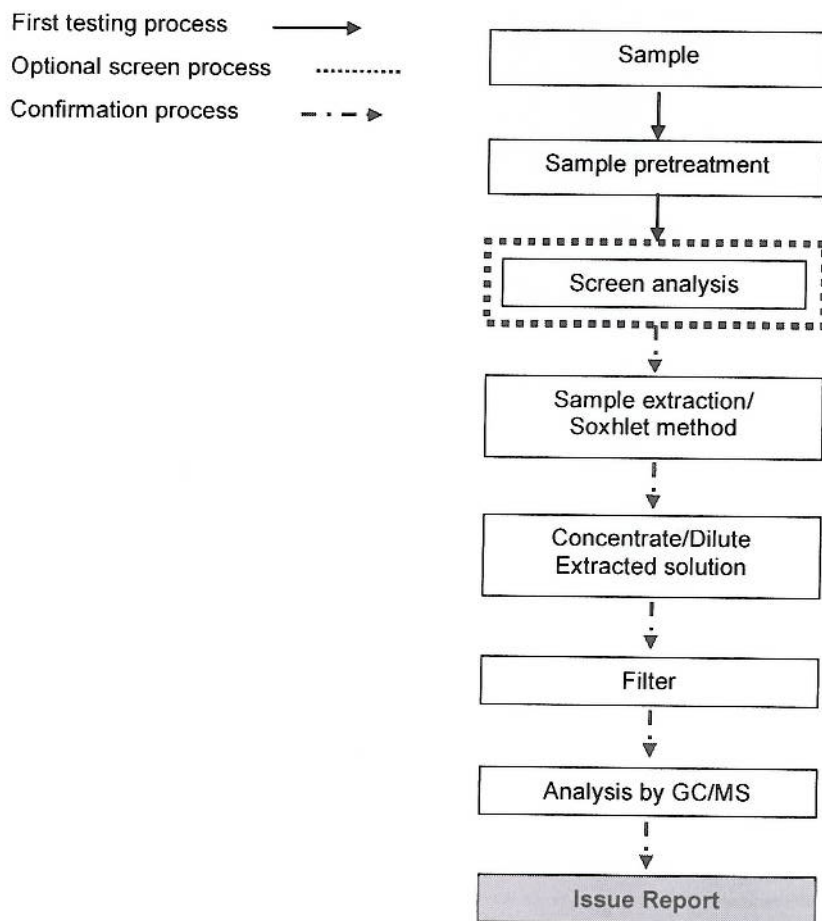 First testing process
Optional screen process
Confirmation process
Sample
Sample pretreatment
Screen analysis
Sample extraction/
Soxhlet method
Concentrate/Dilute
Extracted solution
Filter
Analysis by GC/MS
Issue Report